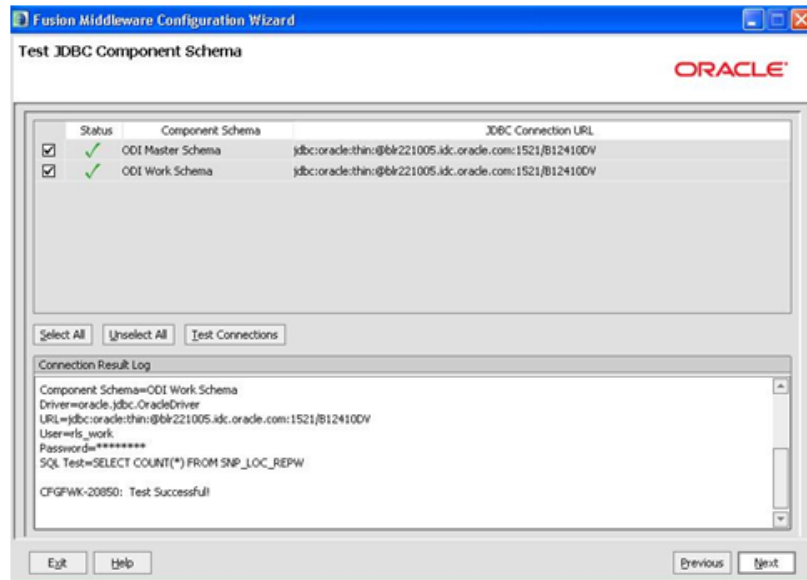 Fusion Middleware Configuration Wizard
Test JDBC Component Schema
ORACLE
Status Component Schema JDBC Connection URL
ODI Master Schema jdbc:oracle:thin:@blr221005.idc.oracle.com:1521/B12410DV
ODI Work Schema jdbc:oracle:thin:@blr221005.idc.oracle.com:1521/B12410DV
Select All Unselect All Test Connections
Connection Result Log
Component Schema=ODI Work Schema
Driver=oracle.jdbc.OracleDriver
URL=jdbc:oracle:thin:@blr221005.idc.oracle.com:1521/B12410DV
User=rls_work
Password=********
SQL Test=SELECT COUNT(*) FROM SNP_LOC_REPW
CFGFWK-20850: Test Successful!
Exit Help Previous Next